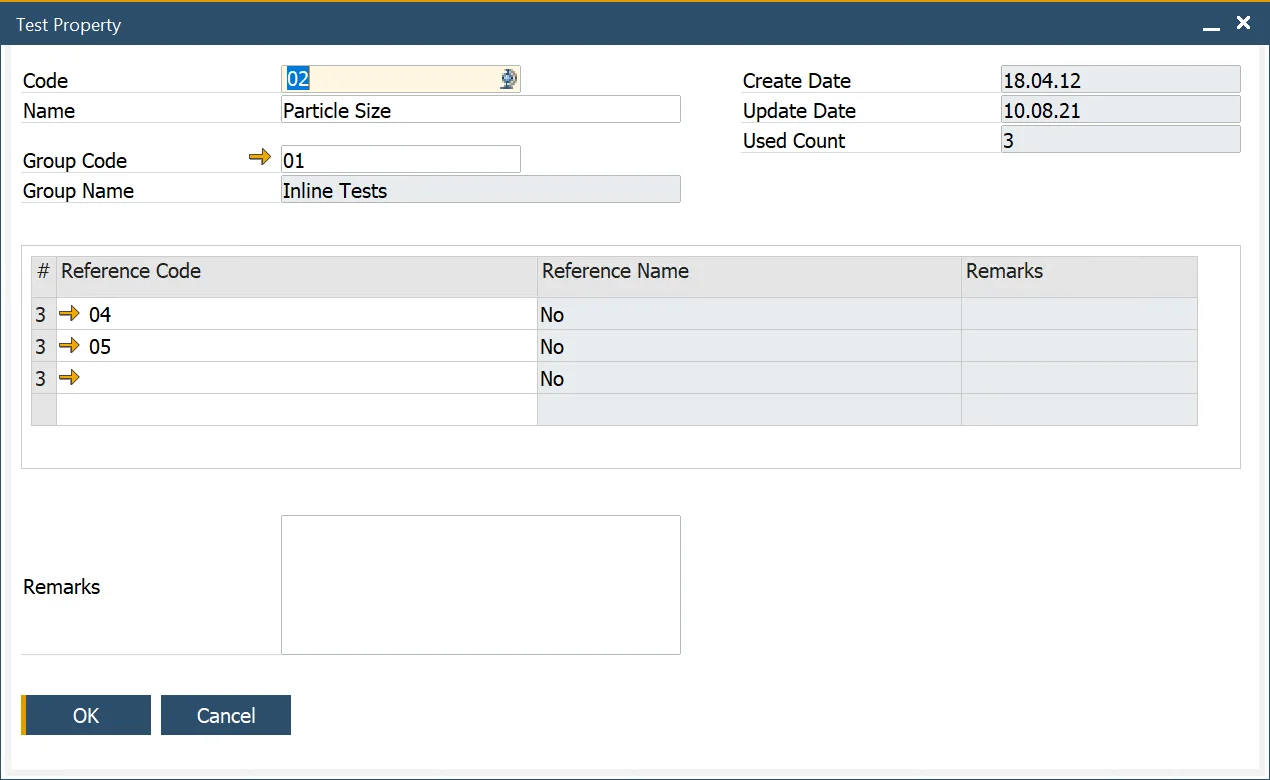 Test Property
Code 02
Name Particle Size
Group Code 01
Group Name Inline Tests
Create Date 18.04.12
Update Date 10.08.21
Used Count 3
# Reference Code Reference Name Remarks
3 04 No
3 05 No
3 No
Remarks
OK Cancel